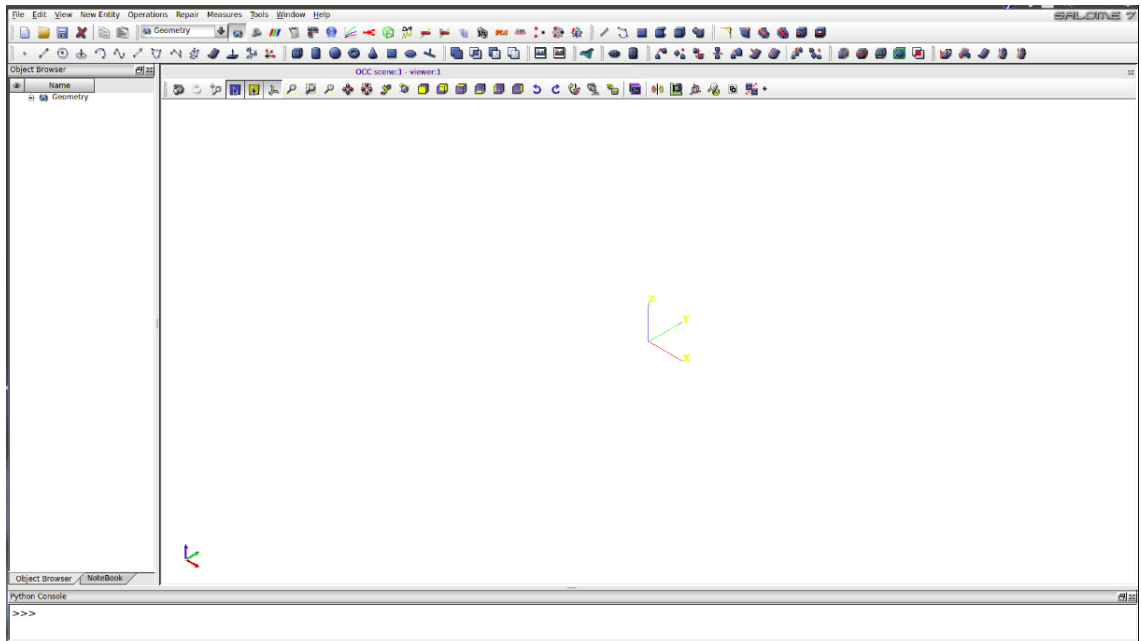 File Edit View New Entity Operations Repair Measures Tools Window Help
SALOME 7
Geometry
Object Browser
OCC scene:1 - viewer:1
Name
Geometry
Z
Y
X
Object Browser NoteBook
Python Console
>>>